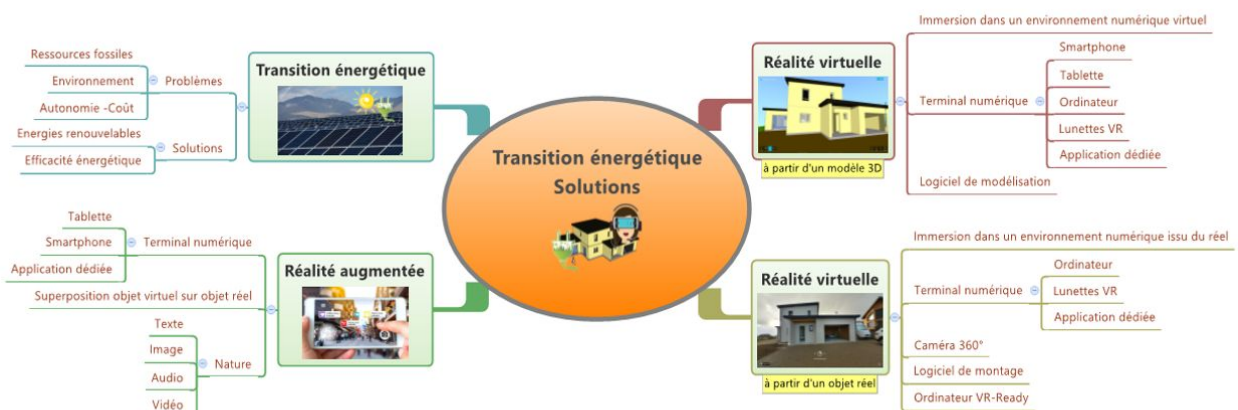 Transition énergétique
Solutions
Transition énergétique
Problèmes
Ressources fossiles
Environnement
Autonomie -Coût
Solutions
Energies renouvelables
Efficacité énergétique
Réalité augmentée
Terminal numérique
Tablette
Smartphone
Application dédiée
Superposition objet virtuel sur objet réel
Nature
Texte
Image
Audio
Vidéo
Réalité virtuelle
à partir d'un modèle 3D
Immersion dans un environnement numérique virtuel
Terminal numérique
Smartphone
Tablette
Ordinateur
Lunettes VR
Application dédiée
Logiciel de modélisation
Réalité virtuelle
à partir d'un objet réel
Immersion dans un environnement numérique issu du réel
Terminal numérique
Ordinateur
Lunettes VR
Application dédiée
Caméra 360°
Logiciel de montage
Ordinateur VR-Ready